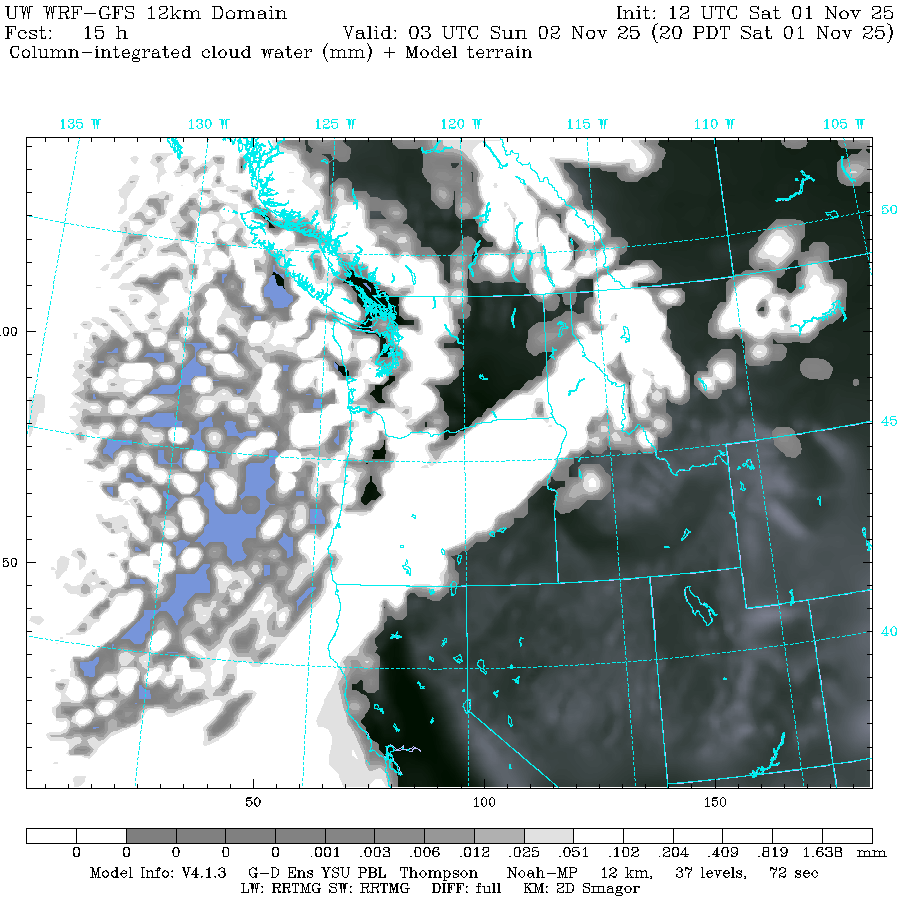 UW WRF-GFS 12km Domain Init: 12 UTC Sat 01 Nov 25
Fcst: 15 h Valid: 03 UTC Sun 02 Nov 25 (20 PDT Sat 01 Nov 25)
Column-integrated cloud water (mm) + Model terrain
135 W 130 W 125 W 120 W 115 W 110 W 105 W
50
00
45
50
40
50 100 150
0 0 0 0 0 .001 .003 .006 .012 .025 .051 .102 .204 .409 .819 1.638 mm
Model Info: V4.1.3 G-D Ens YSU PBL Thompson Noah-MP 12 km, 37 levels, 72 sec
LW: RRTMG SW: RRTMG DIFF: full KM: 2D Smagor